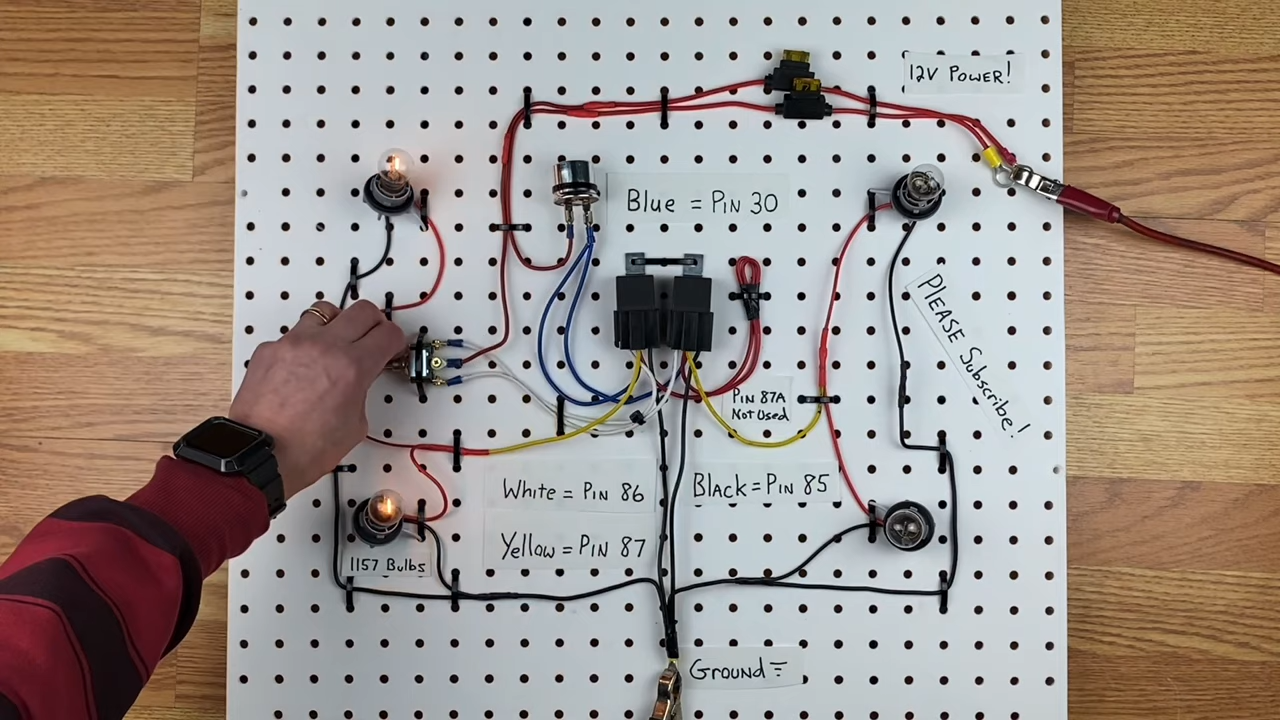 12V POWER!
Blue = PIN 30
PLEASE Subscribe!
PIN 87A
Not Used
White = PIN 86
Black = PIN 85
Yellow = PIN 87
1157 Bulbs
Ground